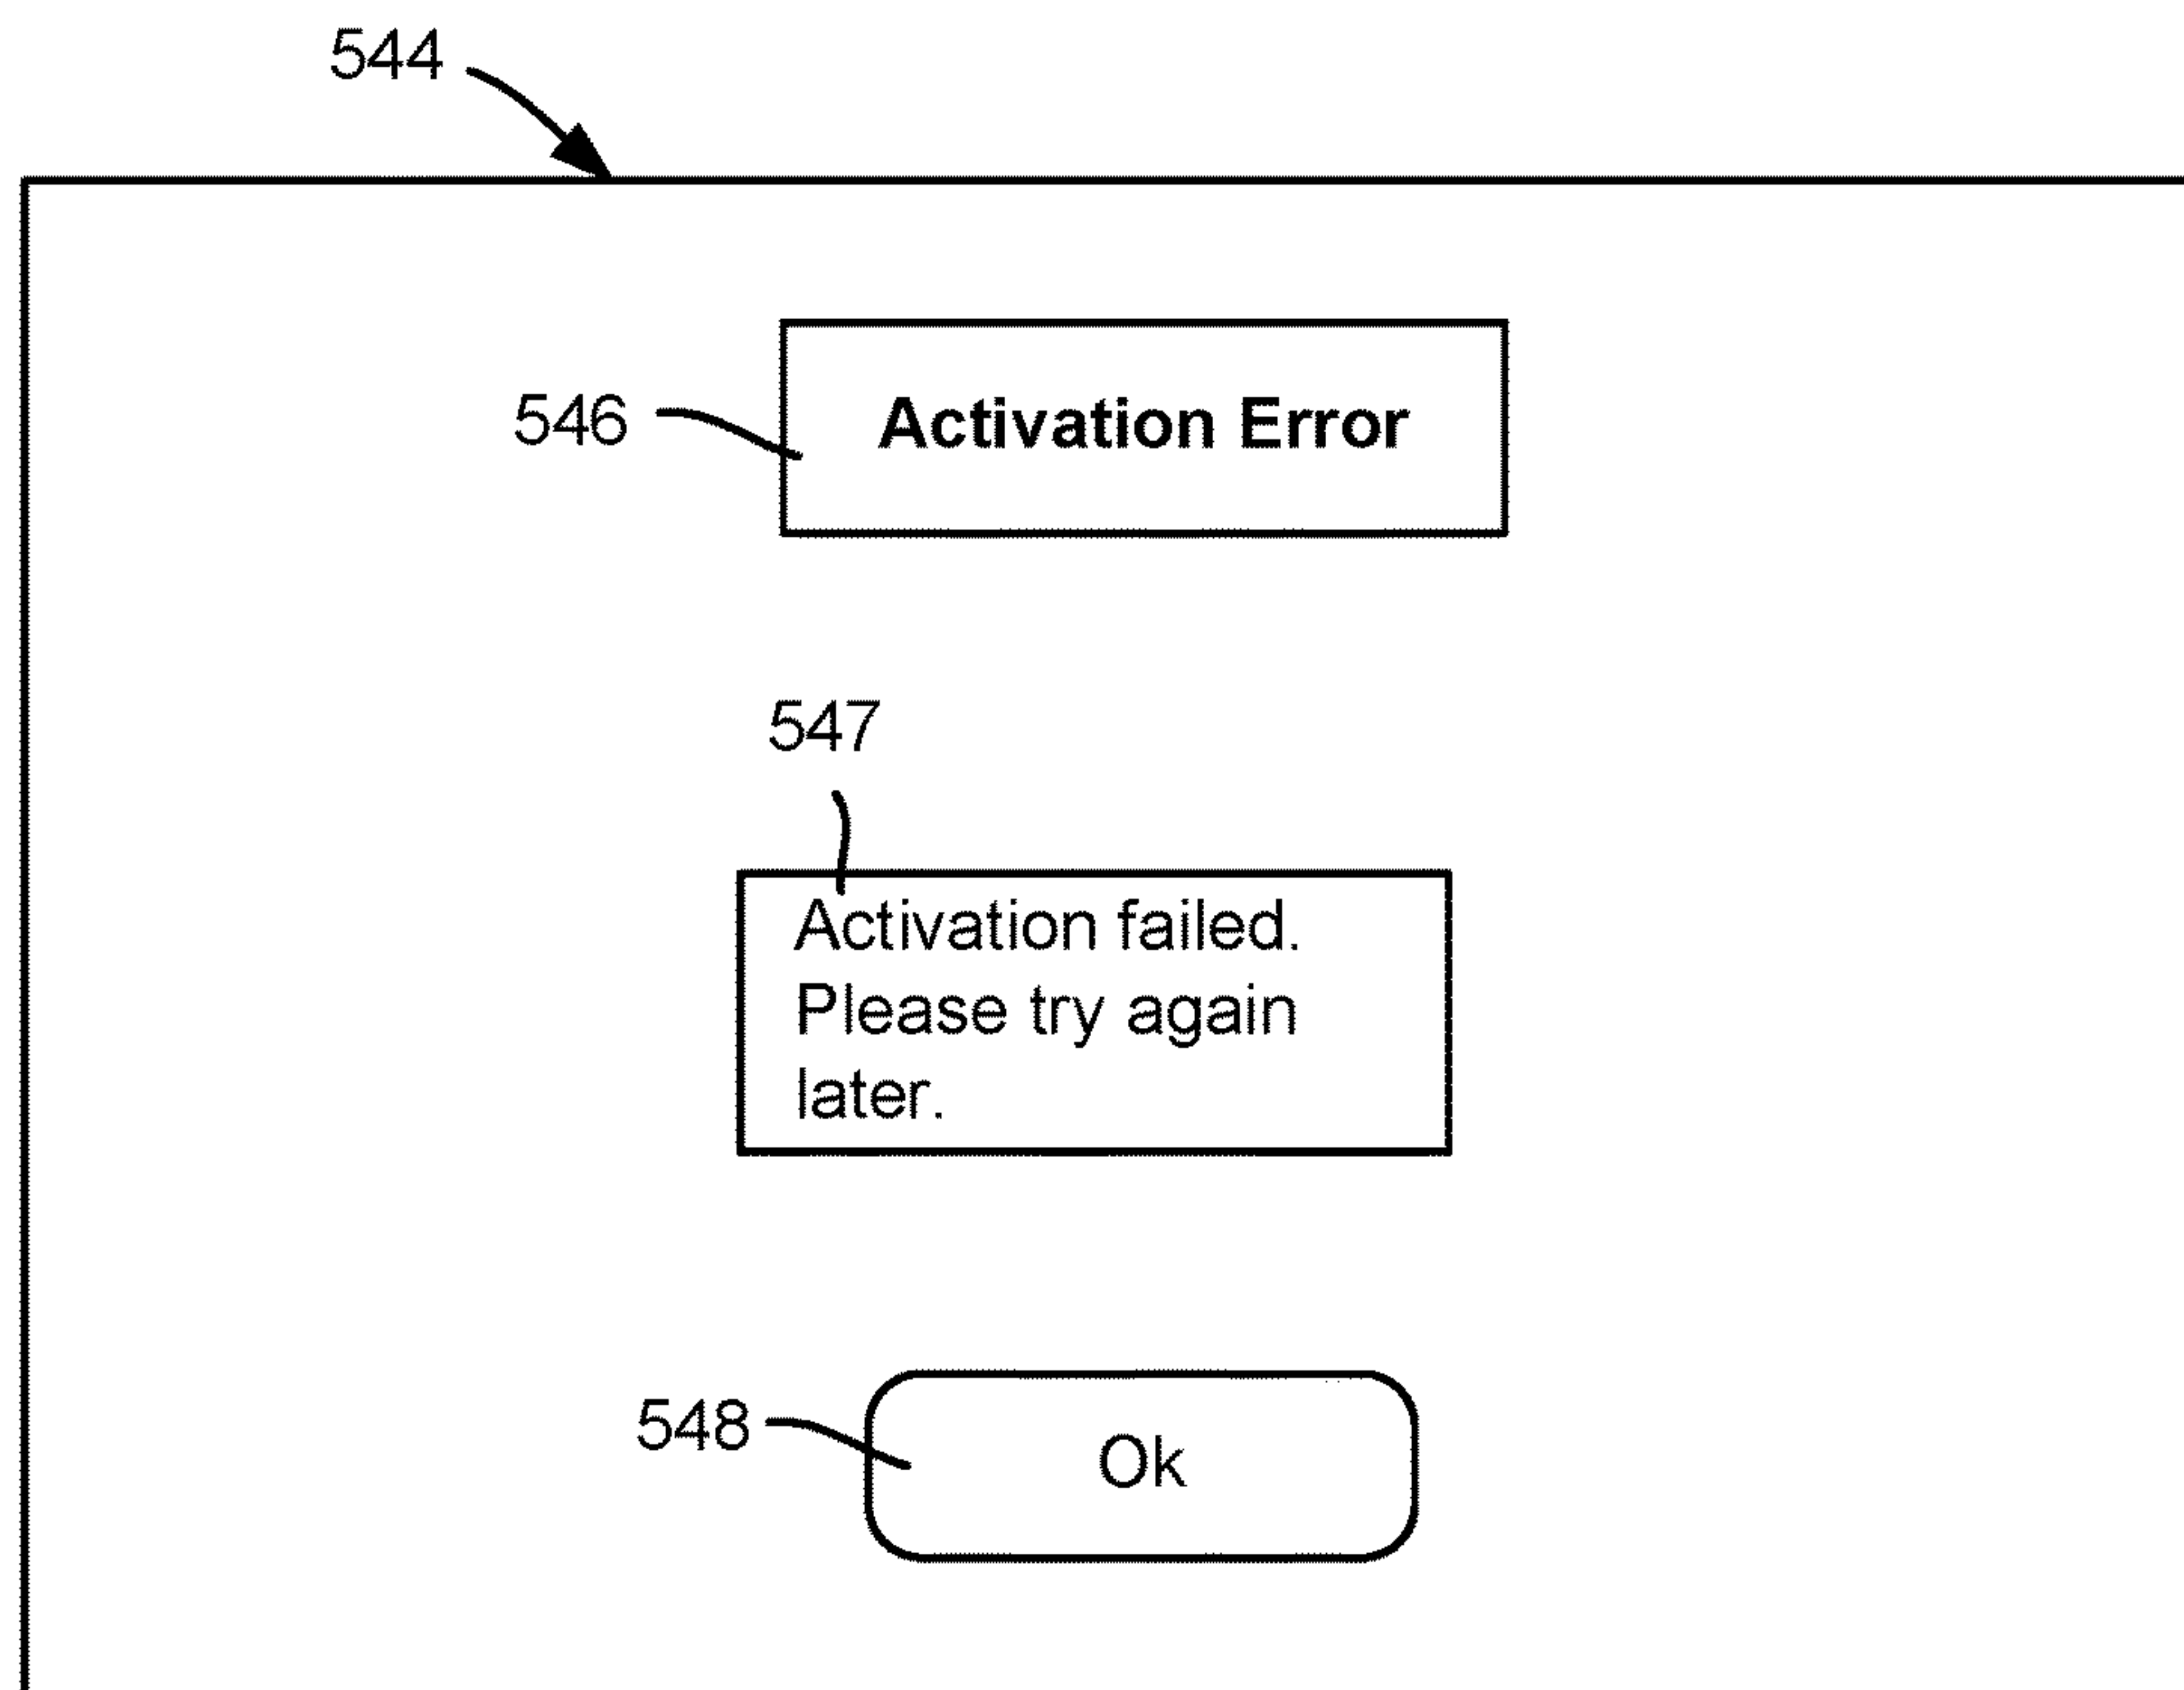 544
546
Activation Error
547
Activation failed.
Please try again
later.
548
Ok